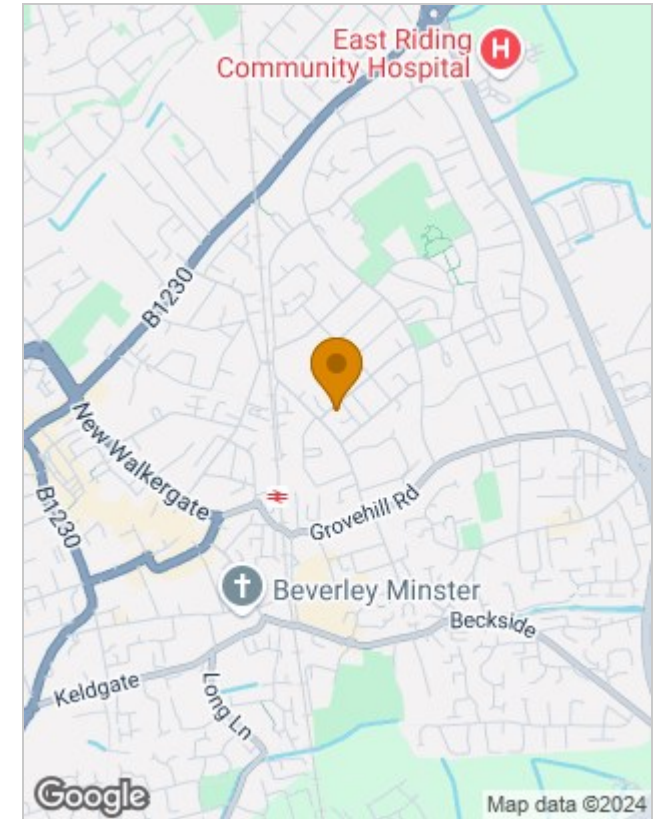 East Riding
Community Hospital
H
B1230
New Walkergate
B1230
Grovehill Rd
Beverley Minster
Beckside
Keldgate
Long Ln
Google
Map data ©2024